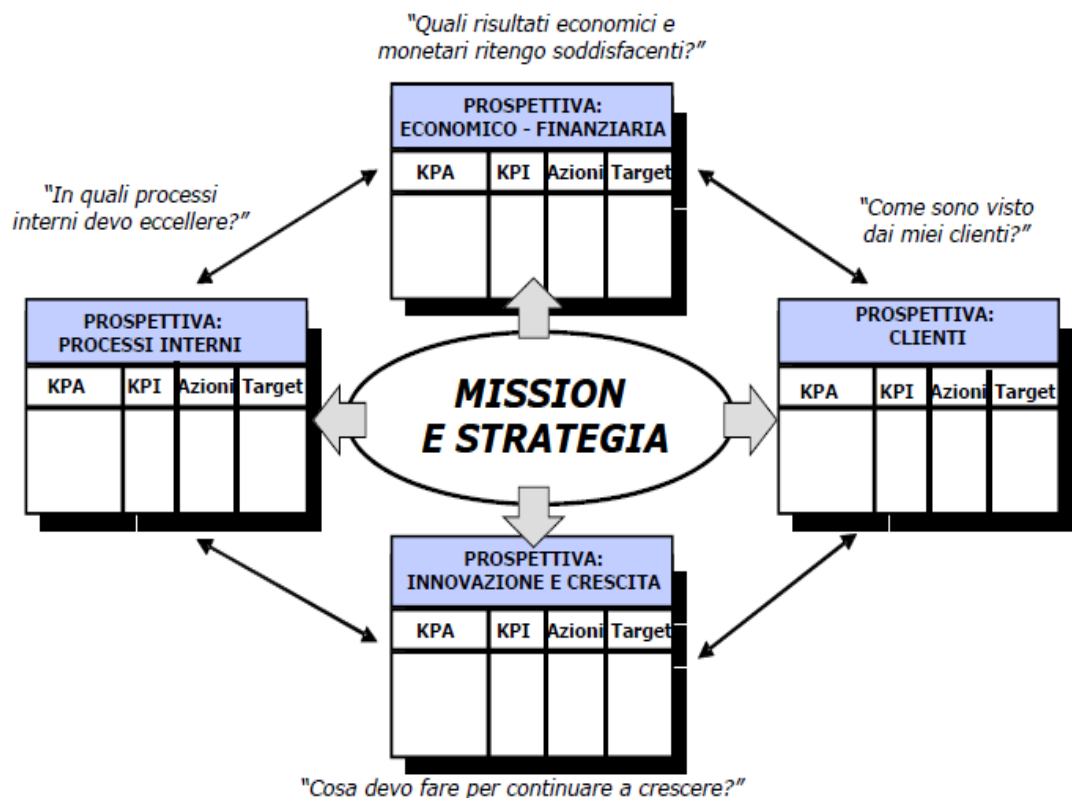 “Quali risultati economici e
monetari ritengo soddisfacenti?”
PROSPETTIVA:
ECONOMICO - FINANZIARIA
KPA KPI Azioni Target
“In quali processi
interni devo eccellere?”
“Come sono visto
dai miei clienti?”
PROSPETTIVA:
PROCESSI INTERNI
KPA KPI Azioni Target
MISSION
E STRATEGIA
PROSPETTIVA:
CLIENTI
KPA KPI Azioni Target
PROSPETTIVA:
INNOVAZIONE E CRESCITA
KPA KPI Azioni Target
“Cosa devo fare per continuare a crescere?”